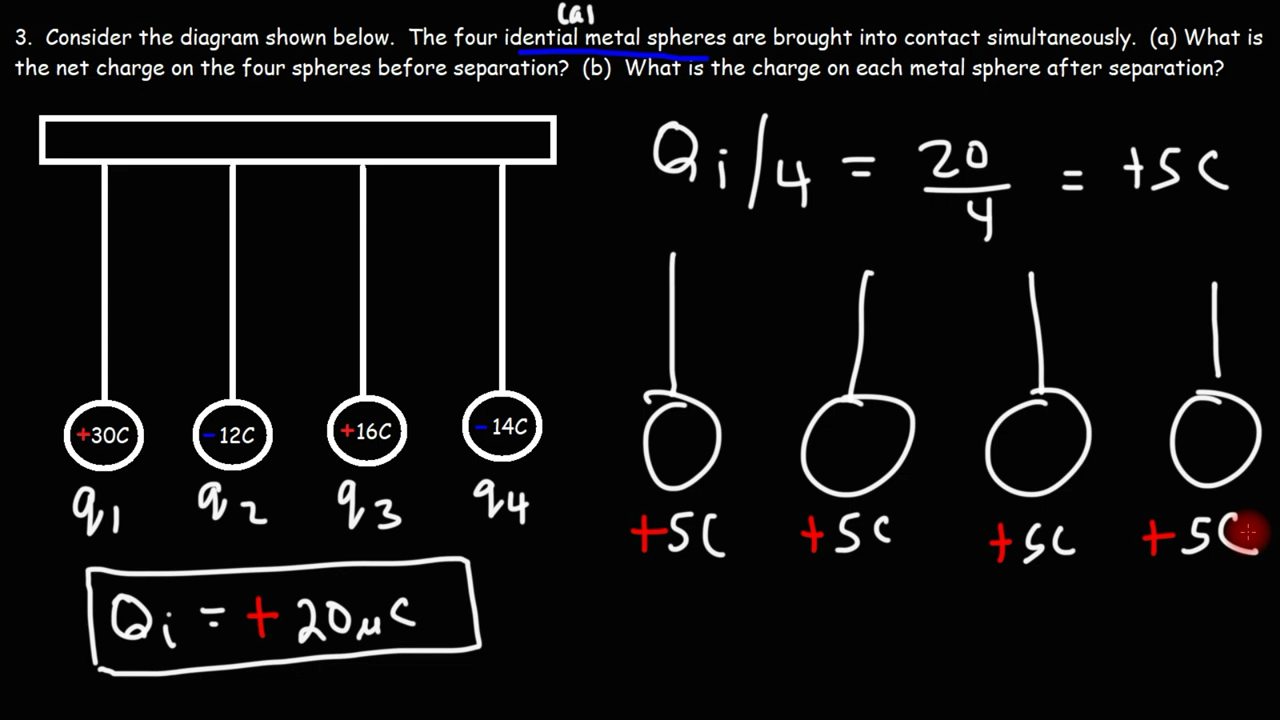 (a)
3. Consider the diagram shown below. The four idential metal spheres are brought into contact simultaneously. (a) What is
the net charge on the four spheres before separation? (b) What is the charge on each metal sphere after separation?
Qi/4 = 20/4 = +5C
+30C -12C +16C -14C
q1 q2 q3 q4
+5C +5C +5C +5C
Qi = + 20μC